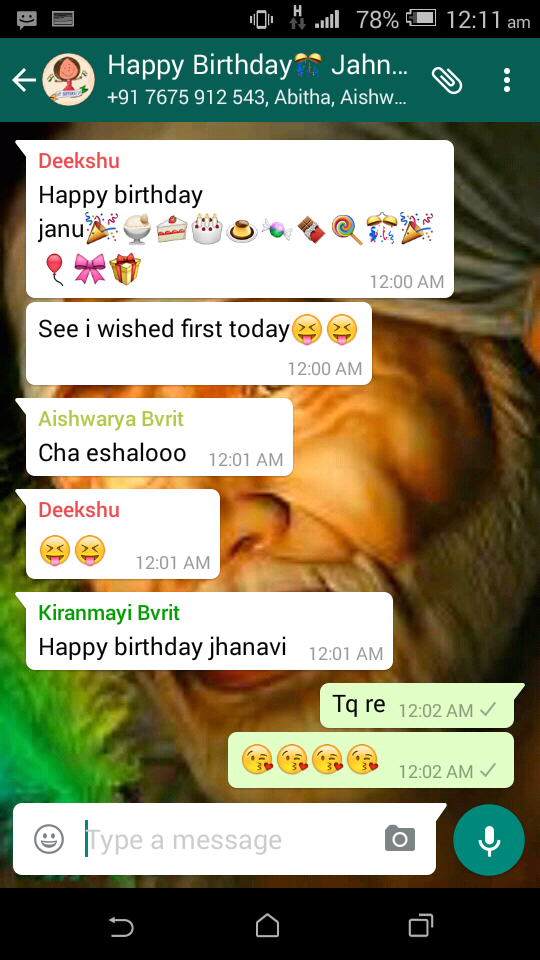 H
78% 12:11 am
Happy Birthday🎊 Jahn...
+91 7675 912 543, Abitha, Aishw...
Deekshu
Happy birthday
janu🎉🍨🍰🎂🍮🍬🍫🍭🎊🎉
🎈🎀🎁
12:00 AM
See i wished first today😝😝
12:00 AM
Aishwarya Bvrit
Cha eshalooo 12:01 AM
Deekshu
😝😝 12:01 AM
Kiranmayi Bvrit
Happy birthday jhanavi 12:01 AM
Tq re 12:02 AM ✓
😘😘😘😘 12:02 AM ✓
Type a message